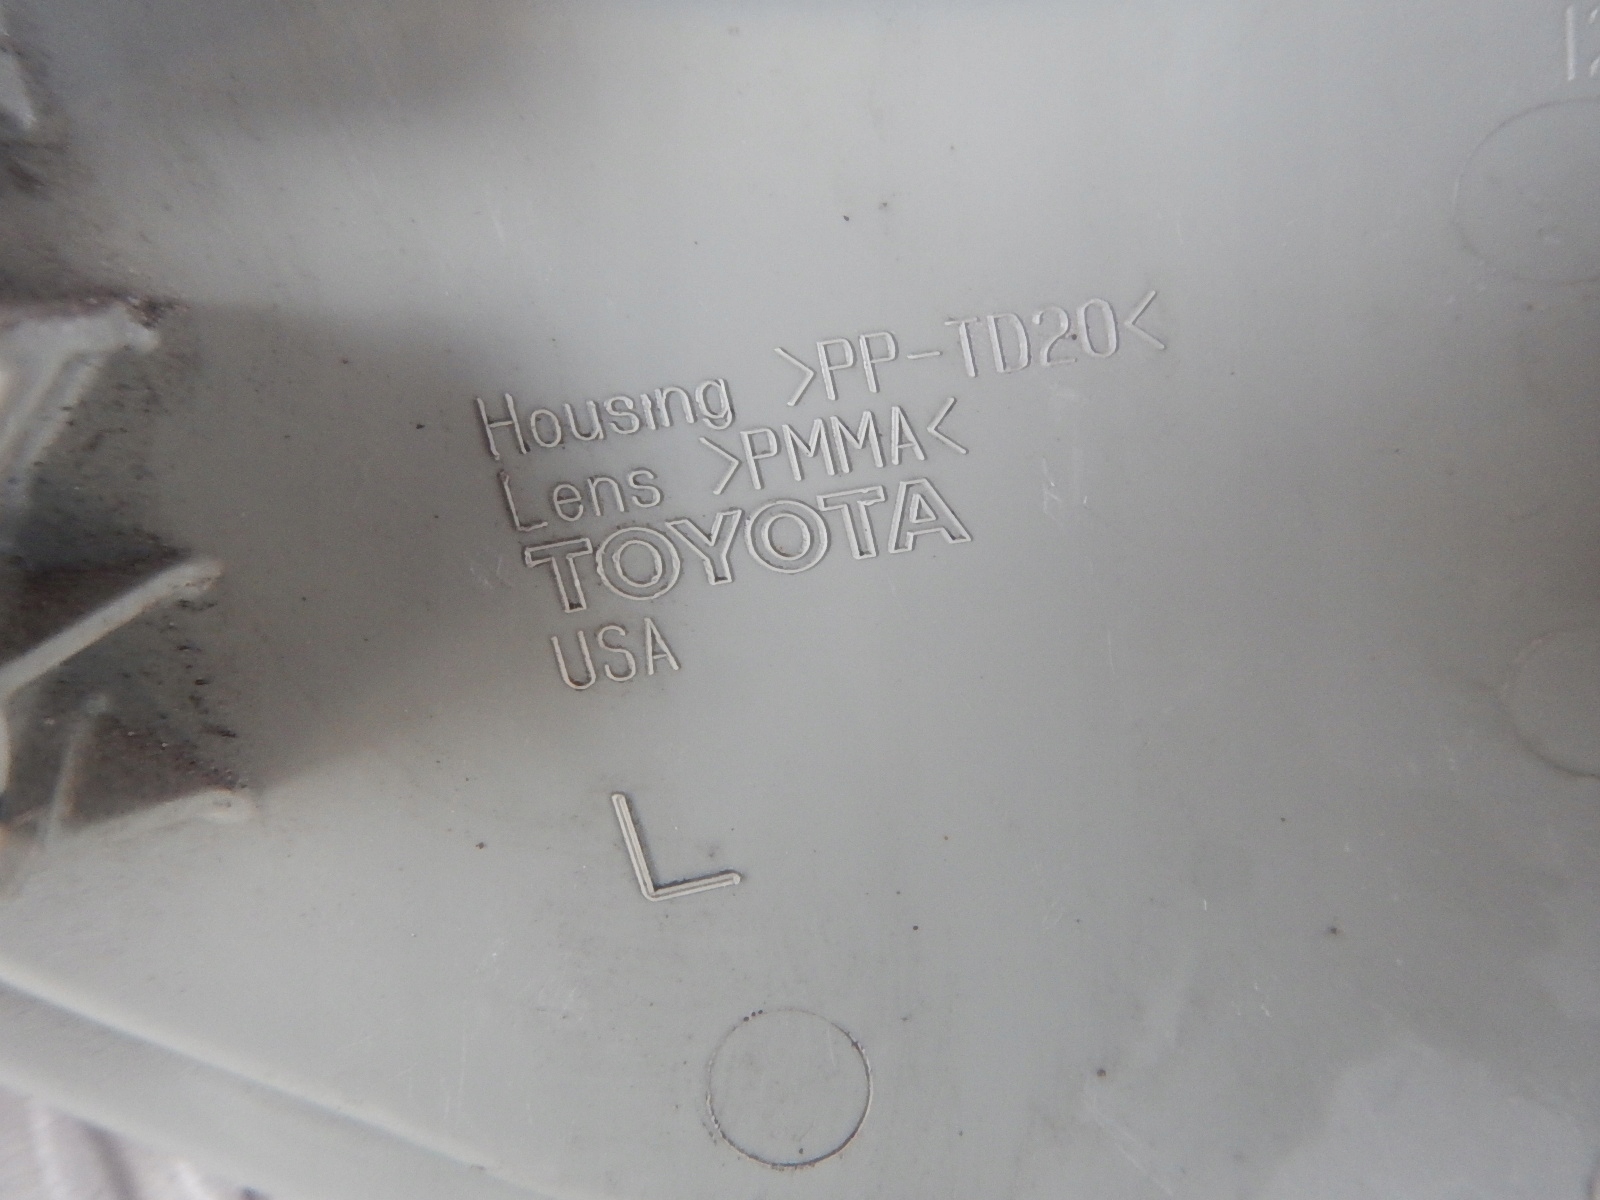 Housing >PP-TD20<
Lens >PMMA<
TOYOTA
USA
L